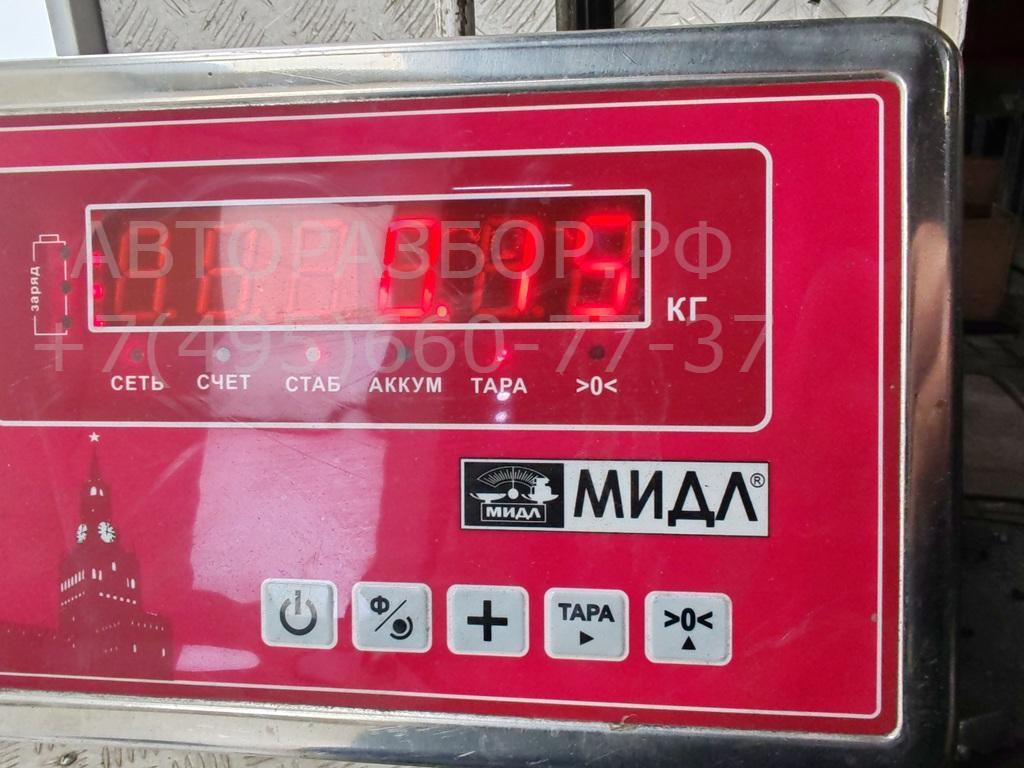 АВТОРАЗБОР.РФ
+7(495)660-77-37
заряд
КГ
СЕТЬ СЧЕТ СТАБ АККУМ ТАРА >0<
МИДЛ МИДЛ®
Ф ТАРА >0<